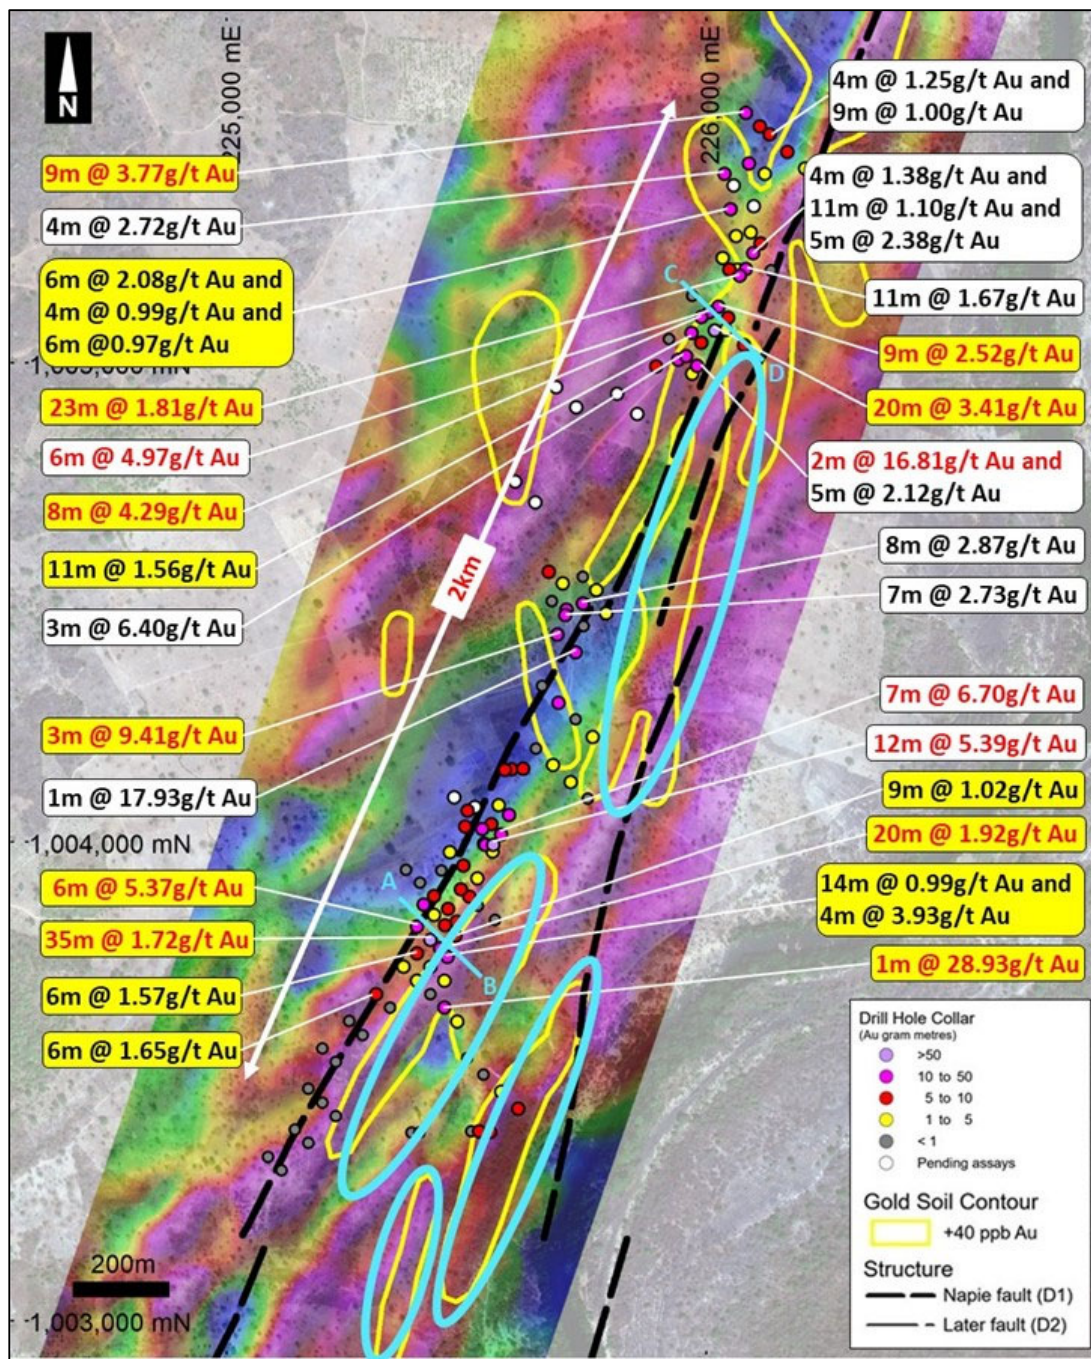 225,000 mE
226,000 mE
N
4m @ 1.25g/t Au and
9m @ 1.00g/t Au
9m @ 3.77g/t Au
4m @ 1.38g/t Au and
11m @ 1.10g/t Au and
5m @ 2.38g/t Au
4m @ 2.72g/t Au
6m @ 2.08g/t Au and
4m @ 0.99g/t Au and
6m @0.97g/t Au
C
11m @ 1.67g/t Au
9m @ 2.52g/t Au
1,005,000 mN
D
23m @ 1.81g/t Au
20m @ 3.41g/t Au
6m @ 4.97g/t Au
2m @ 16.81g/t Au and
5m @ 2.12g/t Au
8m @ 4.29g/t Au
11m @ 1.56g/t Au
8m @ 2.87g/t Au
2km
7m @ 2.73g/t Au
3m @ 6.40g/t Au
7m @ 6.70g/t Au
3m @ 9.41g/t Au
12m @ 5.39g/t Au
1m @ 17.93g/t Au
9m @ 1.02g/t Au
1,004,000 mN
20m @ 1.92g/t Au
6m @ 5.37g/t Au
A
14m @ 0.99g/t Au and
4m @ 3.93g/t Au
35m @ 1.72g/t Au
1m @ 28.93g/t Au
B
6m @ 1.57g/t Au
6m @ 1.65g/t Au
Drill Hole Collar
(Au gram metres)
>50
10 to 50
5 to 10
1 to 5
< 1
Pending assays
Gold Soil Contour
+40 ppb Au
Structure
Napie fault (D1)
Later fault (D2)
200m
1,003,000 mN